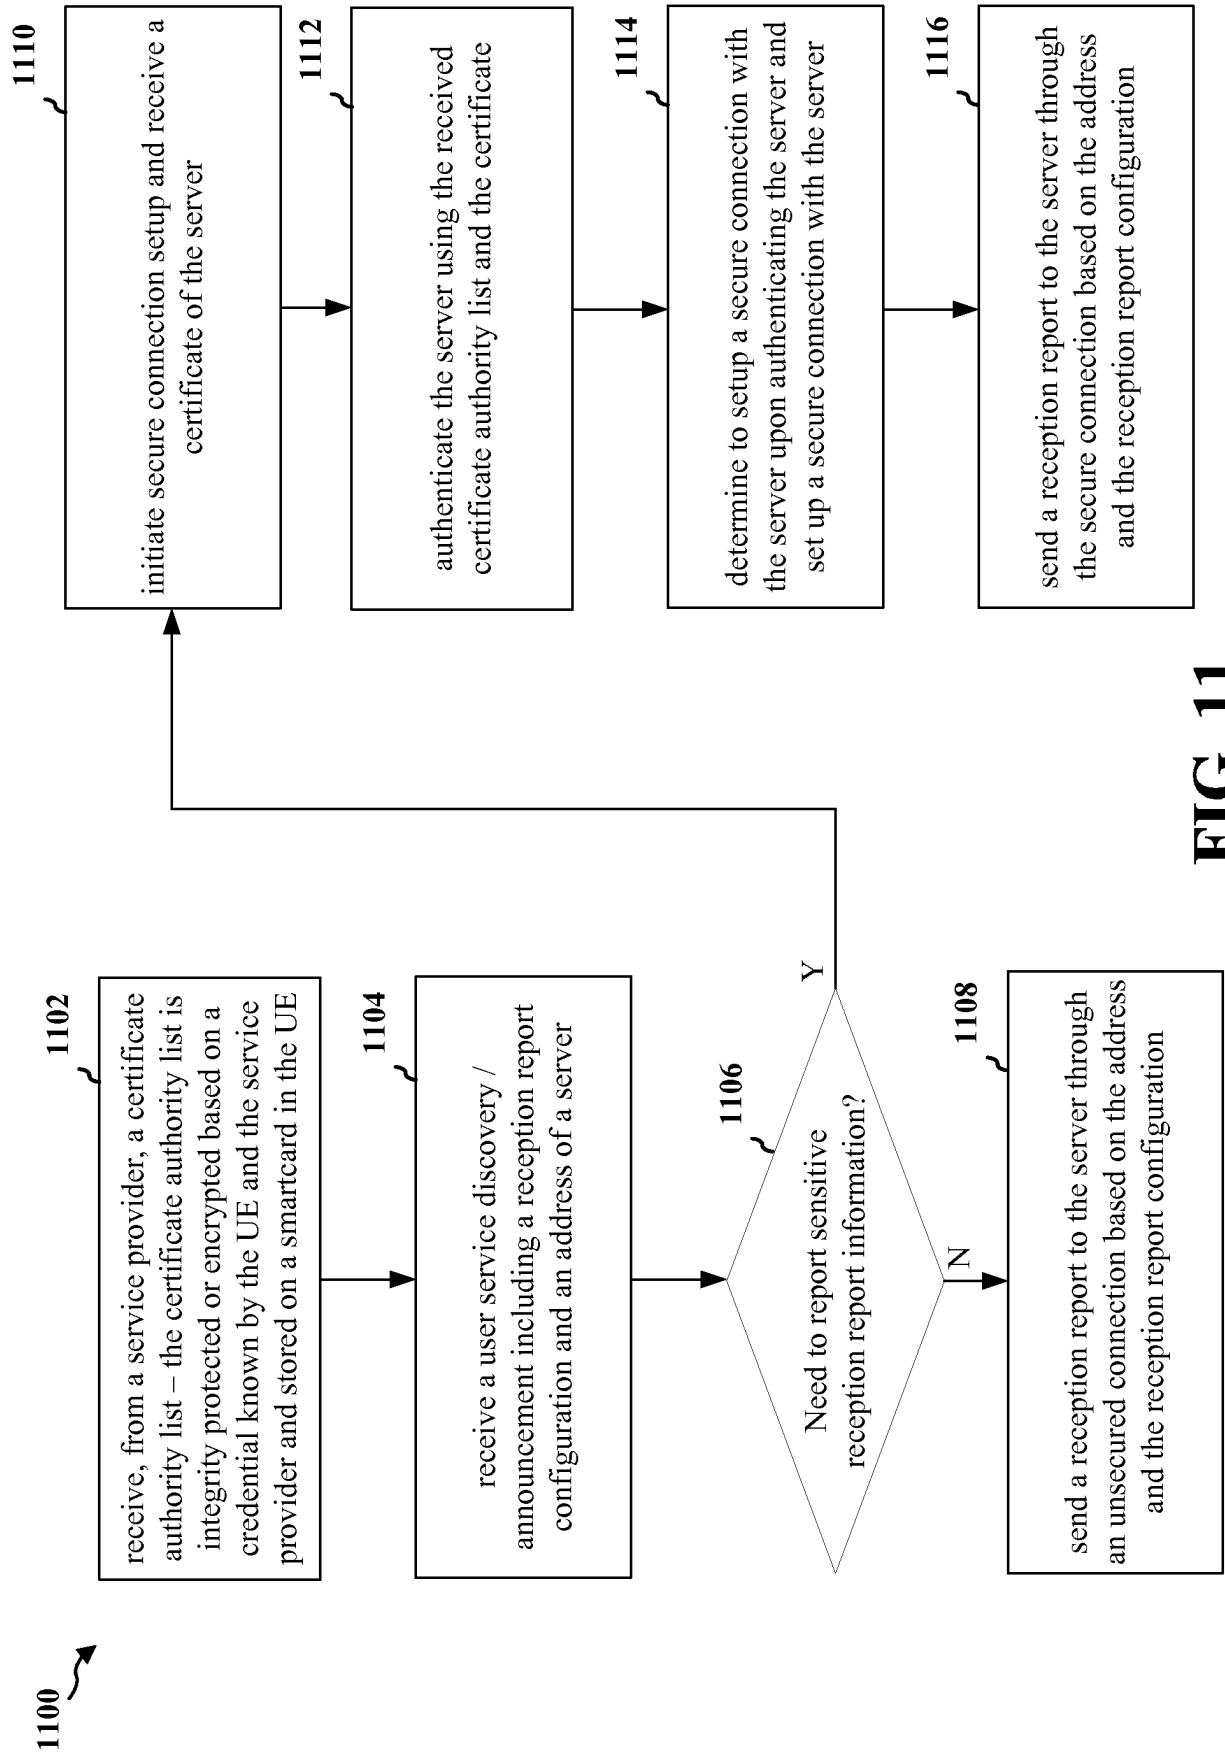 1100
1102
receive, from a service provider, a certificate
authority list – the certificate authority list is
integrity protected or encrypted based on a
credential known by the UE and the service
provider and stored on a smartcard in the UE
1104
receive a user service discovery /
announcement including a reception report
configuration and an address of a server
1106
Need to report sensitive
reception report information?
Y
N
1108
send a reception report to the server through
an unsecured connection based on the address
and the reception report configuration
1110
initiate secure connection setup and receive a
certificate of the server
1112
authenticate the server using the received
certificate authority list and the certificate
1114
determine to setup a secure connection with
the server upon authenticating the server and
set up a secure connection with the server
1116
send a reception report to the server through
the secure connection based on the address
and the reception report configuration
FIG. 11